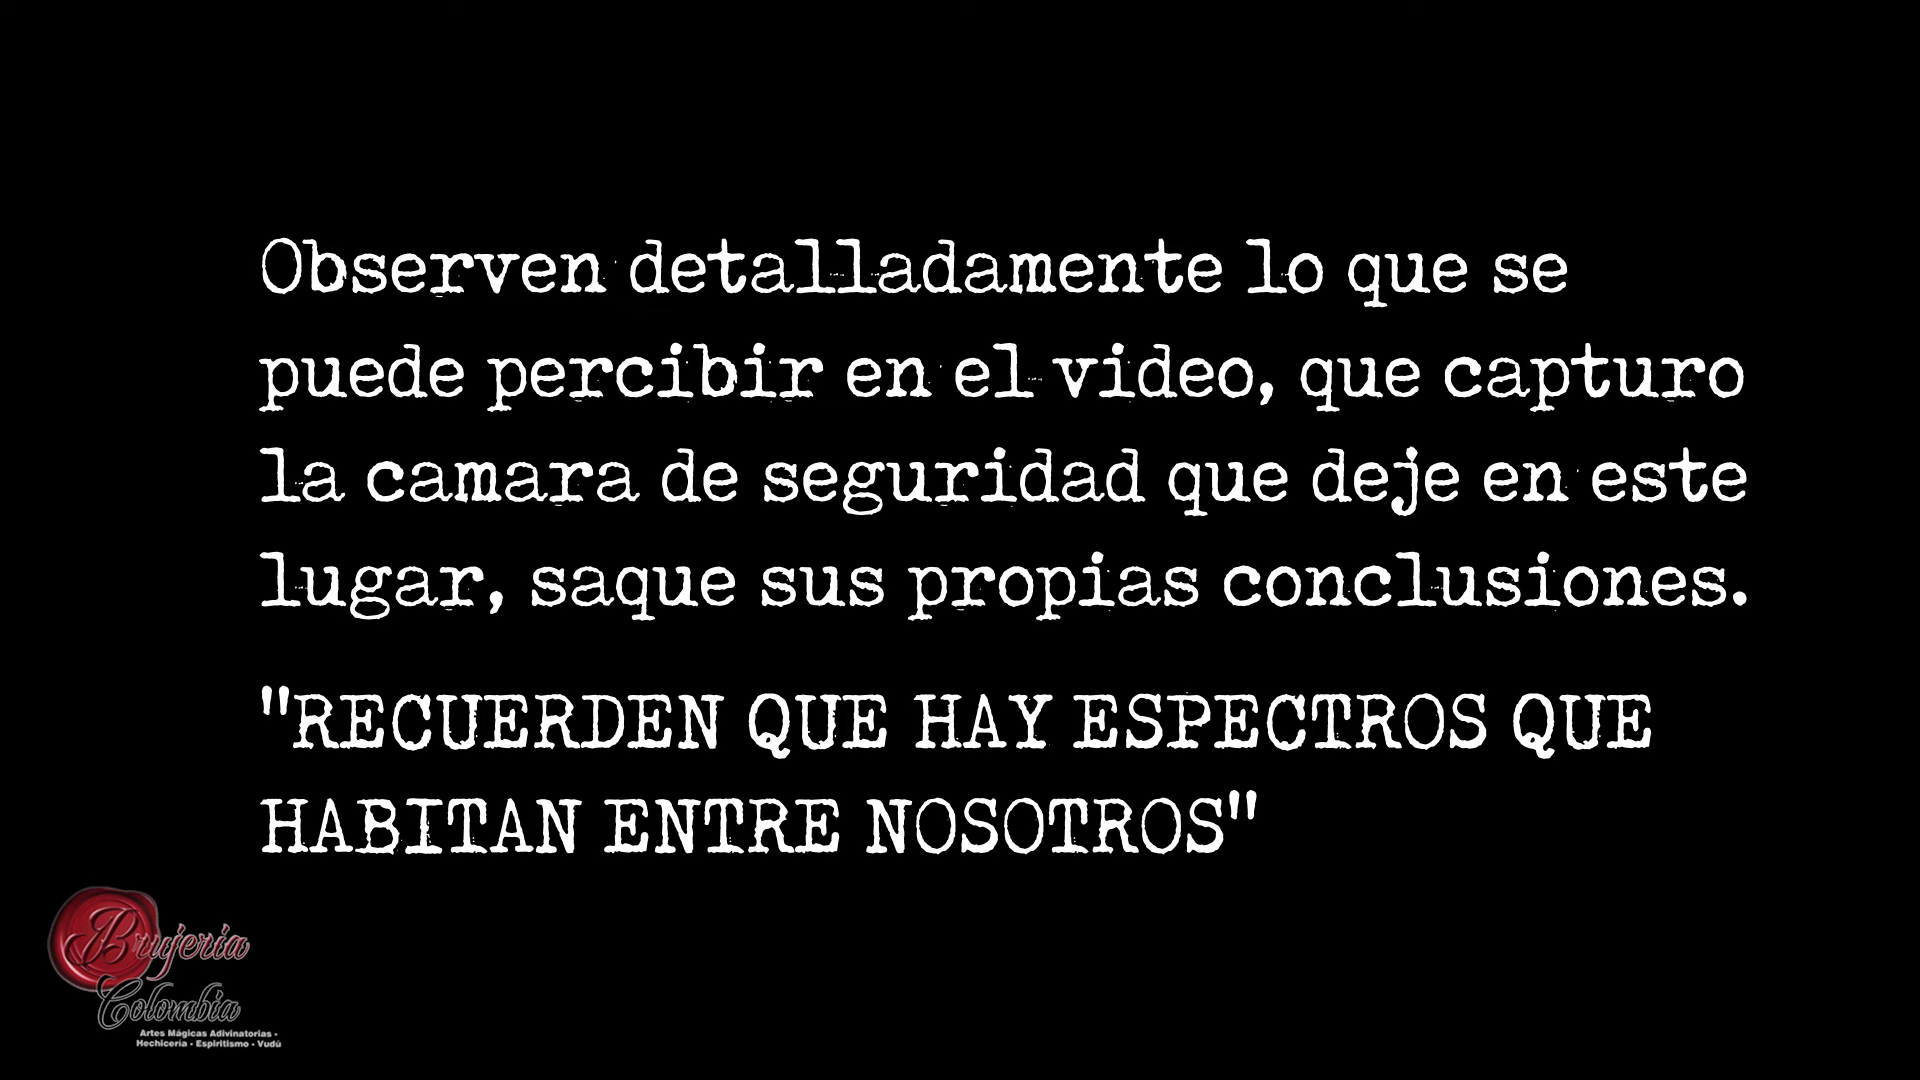 Observen detalladamente lo que se
puede percibir en el video, que capturo
la camara de seguridad que deje en este
lugar, saque sus propias conclusiones.
"RECUERDEN QUE HAY ESPECTROS QUE
HABITAN ENTRE NOSOTROS"
Brujeria
Colombia
Artes Mágicas Adivinatorias -
Hechicería - Espiritismo - Vudú